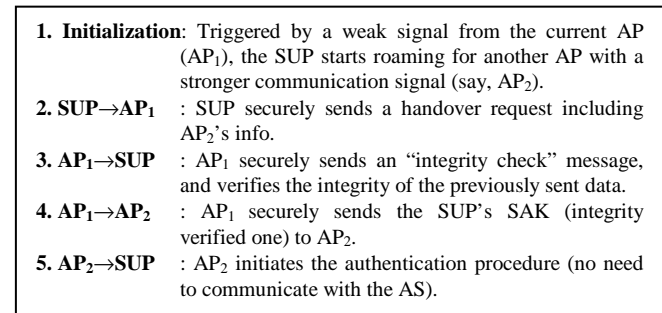 1. Initialization: Triggered by a weak signal from the current AP
(AP₁), the SUP starts roaming for another AP with a
stronger communication signal (say, AP₂).
2. SUP→AP₁ : SUP securely sends a handover request including
AP₂'s info.
3. AP₁→SUP : AP₁ securely sends an “integrity check” message,
and verifies the integrity of the previously sent data.
4. AP₁→AP₂ : AP₁ securely sends the SUP's SAK (integrity
verified one) to AP₂.
5. AP₂→SUP : AP₂ initiates the authentication procedure (no need
to communicate with the AS).